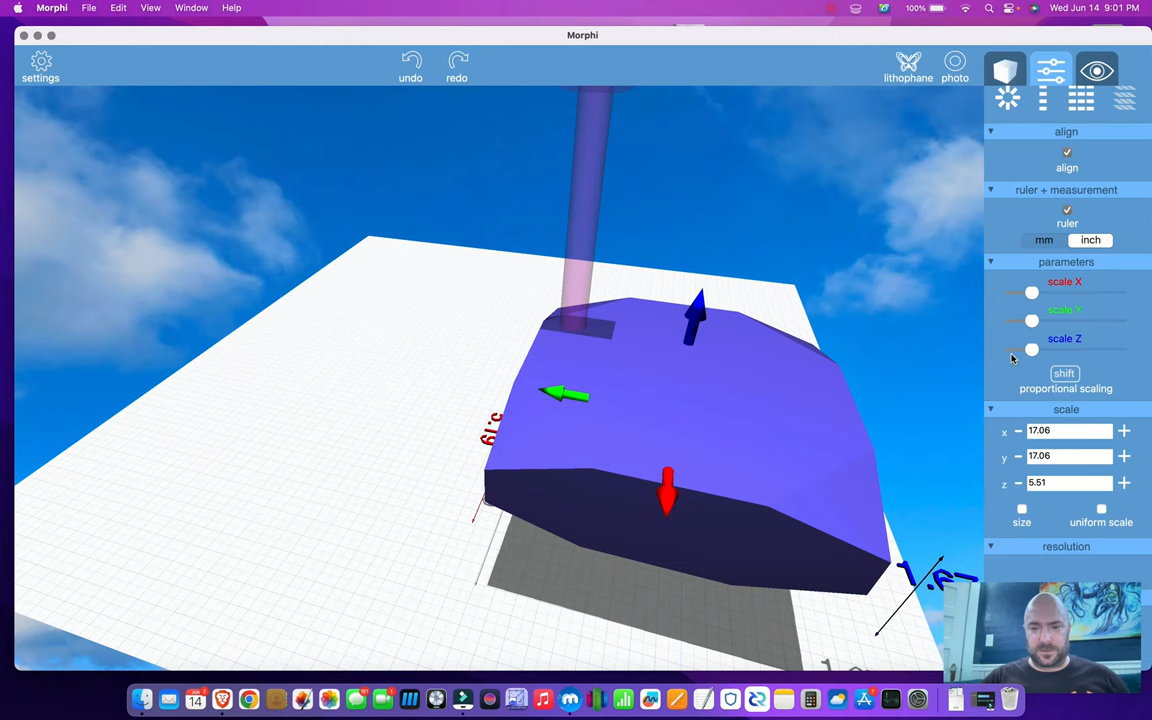 Morphi File Edit View Window Help
100% Wed Jun 14 9:01 PM
Morphi
settings
undo redo
lithophane photo
align
align
ruler + measurement
ruler
mm inch
parameters
scale X
scale Y
scale Z
shift
proportional scaling
scale
x 17.06
y 17.06
z 5.51
size uniform scale
resolution
3.19